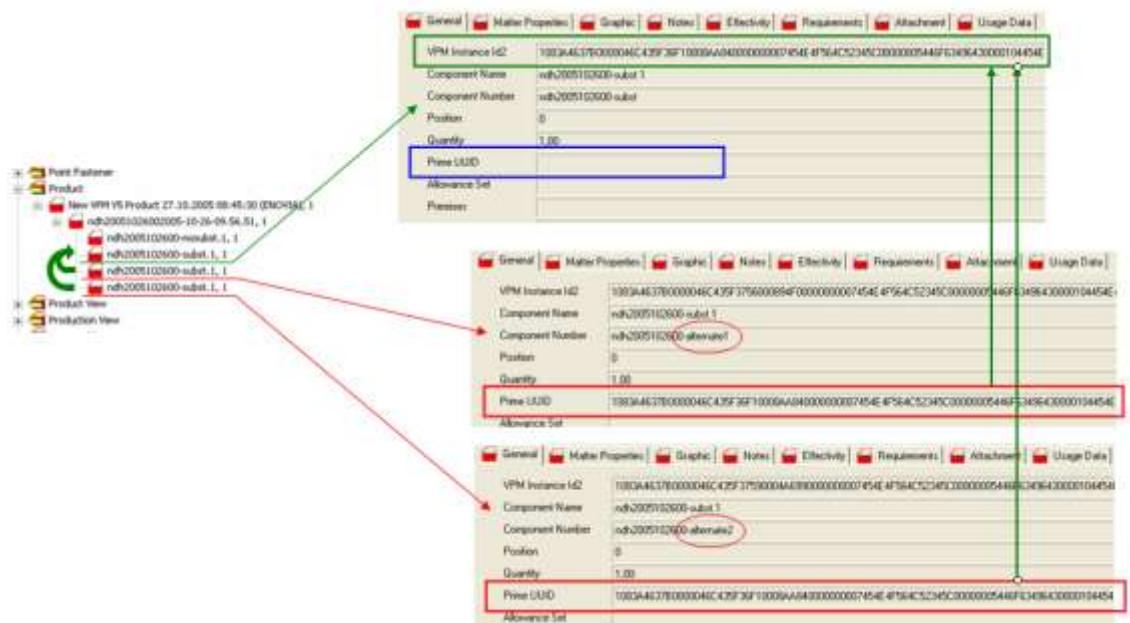 General Matter Properties Graphic Notes Effectivity Requirements Attachment Usage Data
VPM Instance Id2
Component Name ndh2005102600-subst 1
Component Number ndh2005102600-subst
Position 0
Quantity 1.00
Prime UUID
Allowance Set
Premises
Point Fastener
Product
New VPM V5 Product 27.10.2005 08:45:30
ndh20051026002005-10-26-09.56.51, 1
ndh2005102600-nosubst.1, 1
ndh2005102600-subst.1, 1
ndh2005102600-subst.1, 1
ndh2005102600-subst.1, 1
Product View
Production View
General Matter Properties Graphic Notes Effectivity Requirements Attachment Usage Data
VPM Instance Id2
Component Name ndh2005102600-subst 1
Component Number ndh2005102600-alternate1
Position 0
Quantity 1.00
Prime UUID
Allowance Set
General Matter Properties Graphic Notes Effectivity Requirements Attachment Usage Data
VPM Instance Id2
Component Name ndh2005102600-subst 1
Component Number ndh2005102600-alternate2
Position 0
Quantity 1.00
Prime UUID
Allowance Set